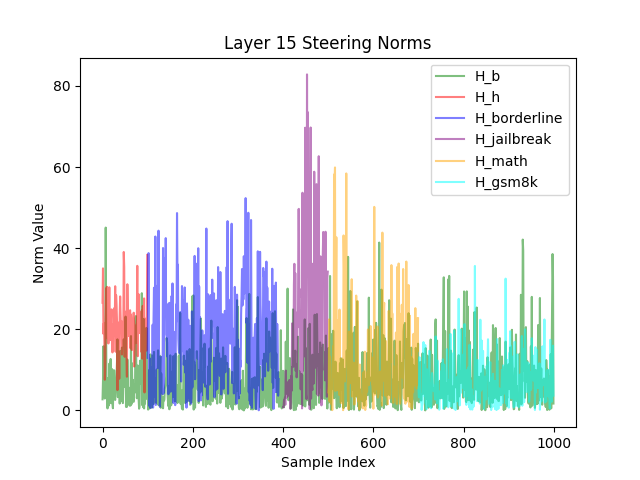 Layer 15 Steering Norms
Norm Value
80
60
40
20
0
0 200 400 600 800 1000
Sample Index
H_b
H_h
H_borderline
H_jailbreak
H_math
H_gsm8k